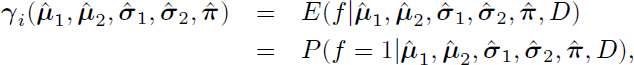 γ_i(μ̂_1, μ̂_2, σ̂_1, σ̂_2, π̂) = E(f|μ̂_1, μ̂_2, σ̂_1, σ̂_2, π̂, D)
= P(f = 1|μ̂_1, μ̂_2, σ̂_1, σ̂_2, π̂, D),